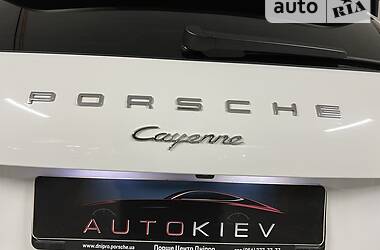 auto RIA
PORSCHE
Cayenne
AUTOKIEV
www.dnipro.porsche.ua
Порше Центр Дніпро